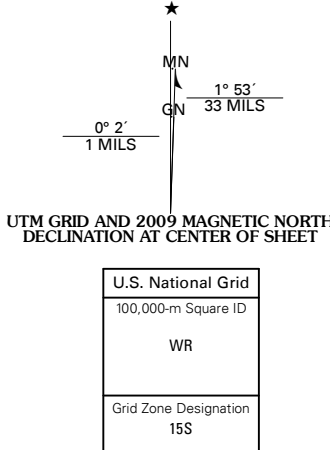 MN
1° 53´
33 MILS
GN
0° 2´
1 MILS
UTM GRID AND 2009 MAGNETIC NORTH
DECLINATION AT CENTER OF SHEET
U.S. National Grid
100,000-m Square ID
WR
Grid Zone Designation
15S